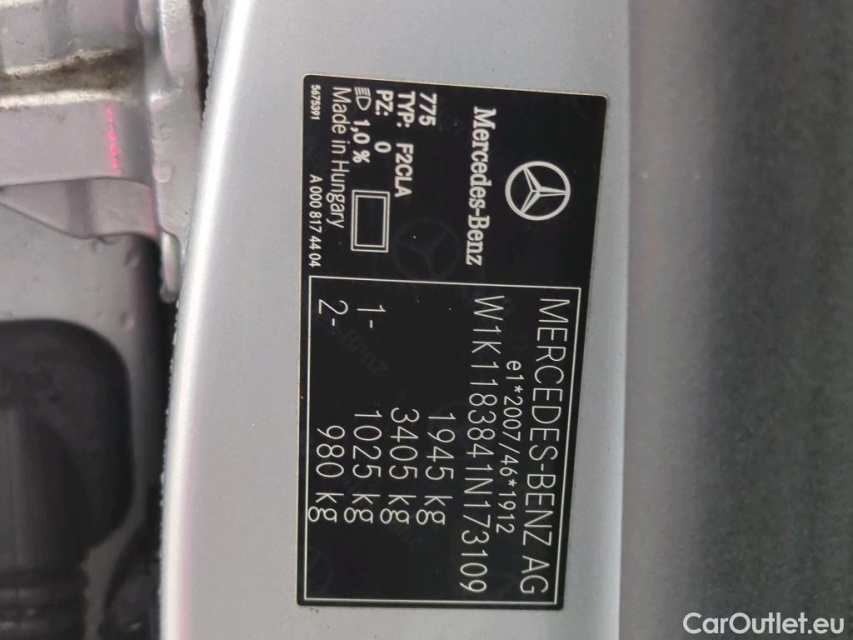 Mercedes-Benz
775
TYP: F2CLA
PZ: 0
1,0 %
Made in Hungary
5675391
A 000 817 44 04
MERCEDES-BENZ AG
e1*2007/46*1912
W1K1183841N173109
1945 kg
3405 kg
1- 1025 kg
2- 980 kg
CarOutlet.eu